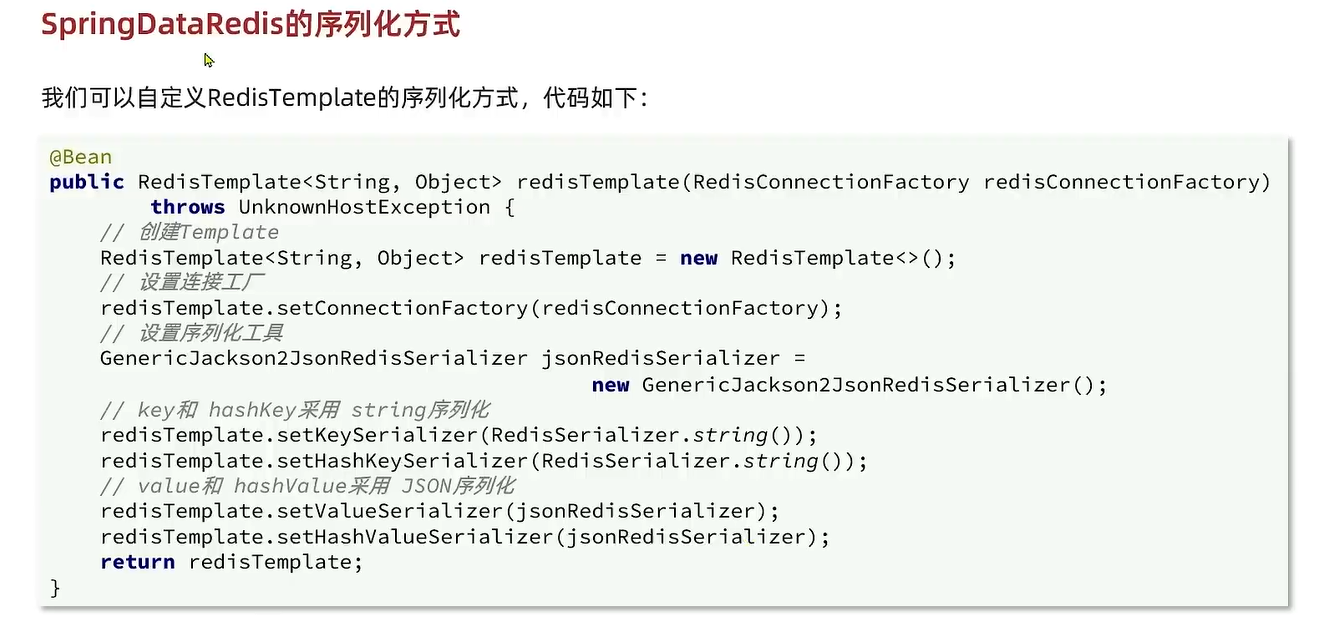 SpringDataRedis的序列化方式
我们可以自定义RedisTemplate的序列化方式，代码如下：
@Bean
public RedisTemplate<String, Object> redisTemplate(RedisConnectionFactory redisConnectionFactory)
        throws UnknownHostException {
    // 创建Template
    RedisTemplate<String, Object> redisTemplate = new RedisTemplate<>();
    // 设置连接工厂
    redisTemplate.setConnectionFactory(redisConnectionFactory);
    // 设置序列化工具
    GenericJackson2JsonRedisSerializer jsonRedisSerializer =
                                           new GenericJackson2JsonRedisSerializer();
    // key和 hashKey采用 string序列化
    redisTemplate.setKeySerializer(RedisSerializer.string());
    redisTemplate.setHashKeySerializer(RedisSerializer.string());
    // value和 hashValue采用 JSON序列化
    redisTemplate.setValueSerializer(jsonRedisSerializer);
    redisTemplate.setHashValueSerializer(jsonRedisSerializer);
    return redisTemplate;
}